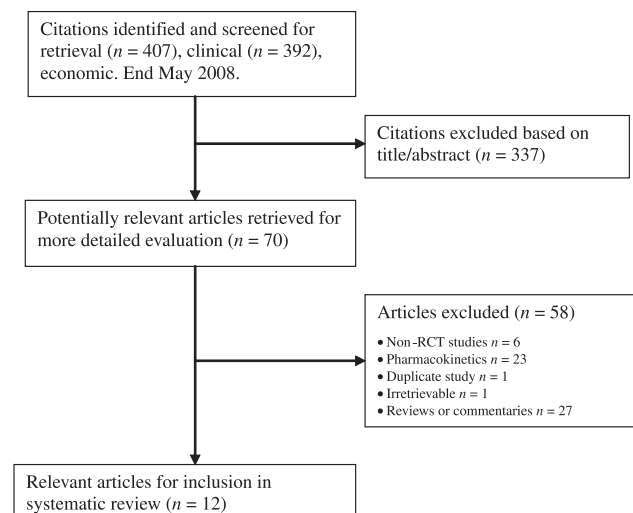 Citations identified and screened for
retrieval (n = 407), clinical (n = 392),
economic. End May 2008.
Citations excluded based on
title/abstract (n = 337)
Potentially relevant articles retrieved for
more detailed evaluation (n = 70)
Articles excluded (n = 58)
• Non-RCT studies n = 6
• Pharmacokinetics n = 23
• Duplicate study n = 1
• Irretrievable n = 1
• Reviews or commentaries n = 27
Relevant articles for inclusion in
systematic review (n = 12)